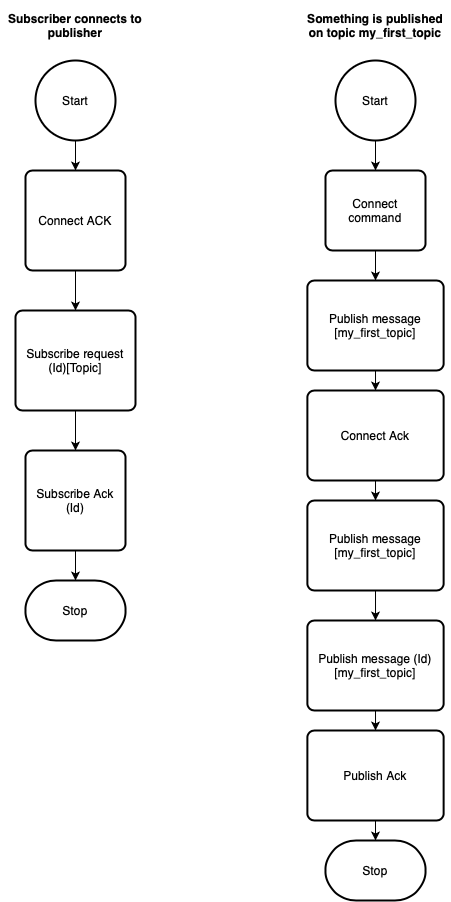 Subscriber connects to
publisher
Start
Connect ACK
Subscribe request
(Id)[Topic]
Subscribe Ack
(Id)
Stop
Something is published
on topic my_first_topic
Start
Connect
command
Publish message
[my_first_topic]
Connect Ack
Publish message
[my_first_topic]
Publish message (Id)
[my_first_topic]
Publish Ack
Stop